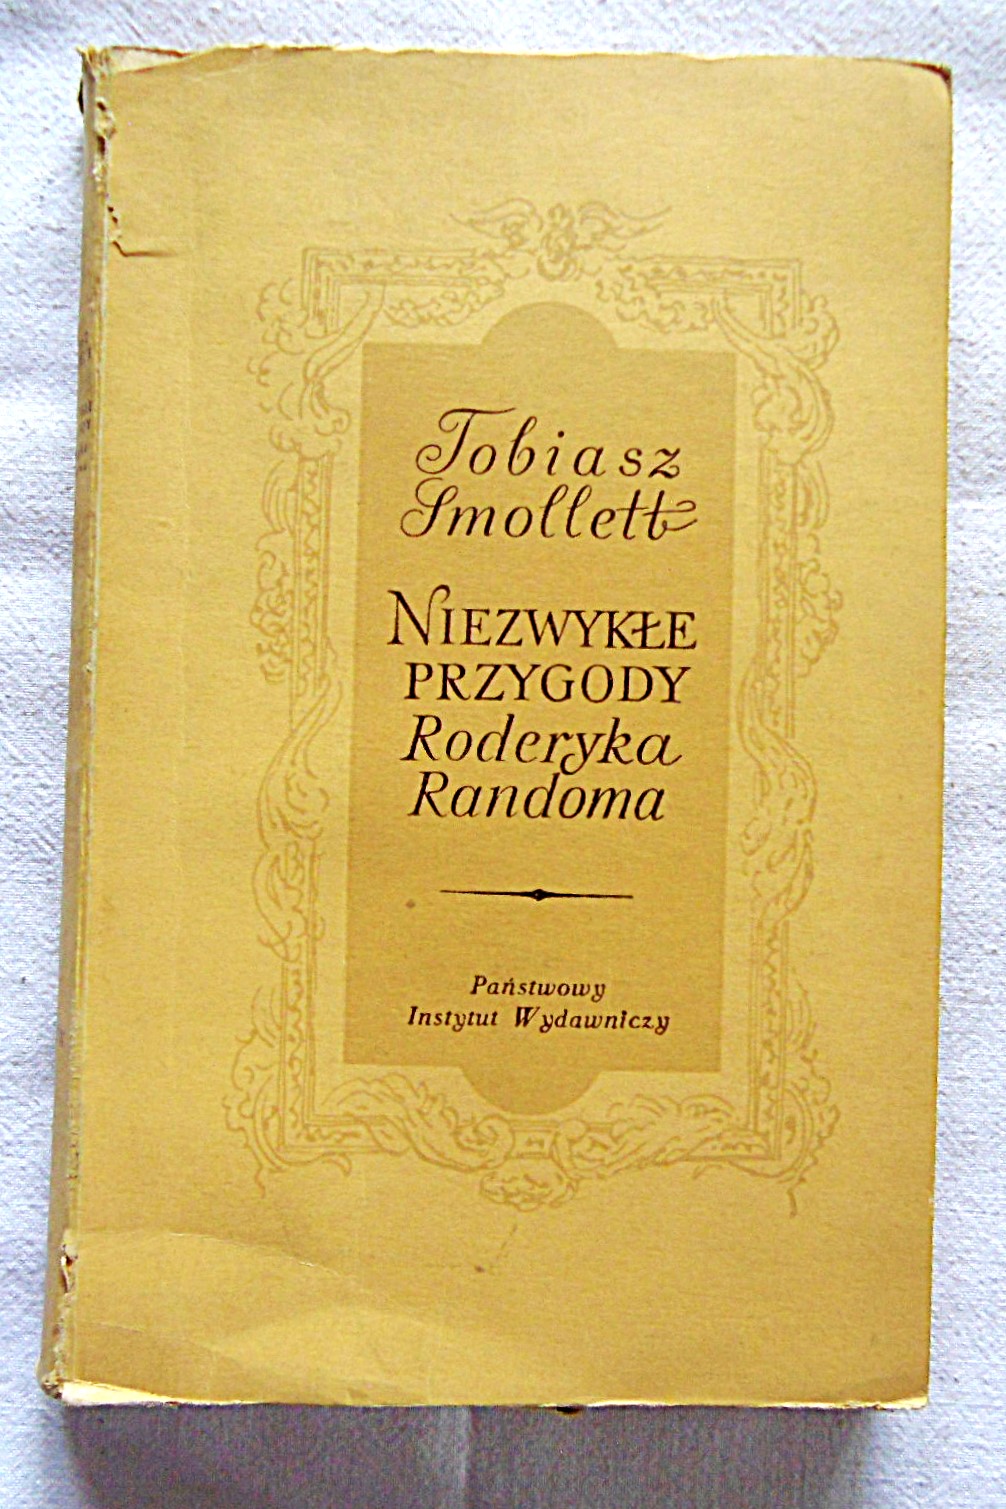 Tobiasz
Smollett
NIEZWYKŁE
PRZYGODY
Roderyka
Randoma
Państwowy
Instytut Wydawniczy